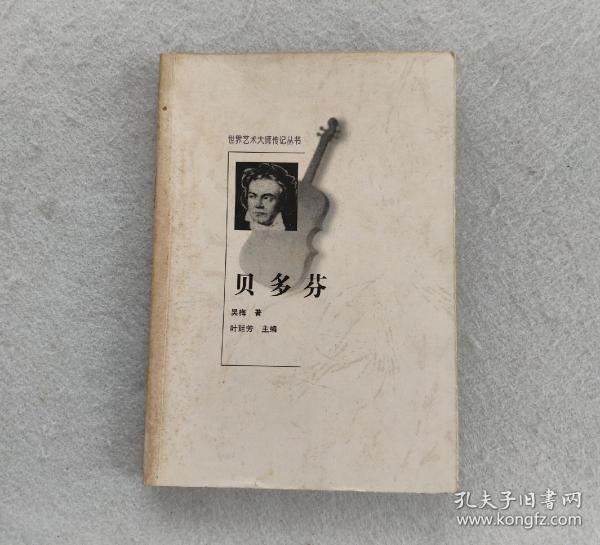 世界艺术大师传记丛书
贝多芬
吴梅 著
叶廷芳 主编
孔夫子旧書网
www.kongfz.com